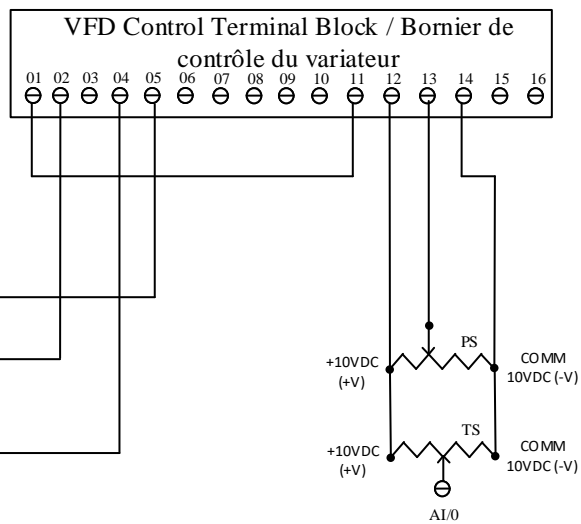 VFD Control Terminal Block / Bornier de
contrôle du variateur
01 02 03 04 05 06 07 08 09 10 11 12 13 14 15 16
PS
+10VDC
(+V)
COMM
10VDC (-V)
TS
+10VDC
(+V)
COMM
10VDC (-V)
AI/0